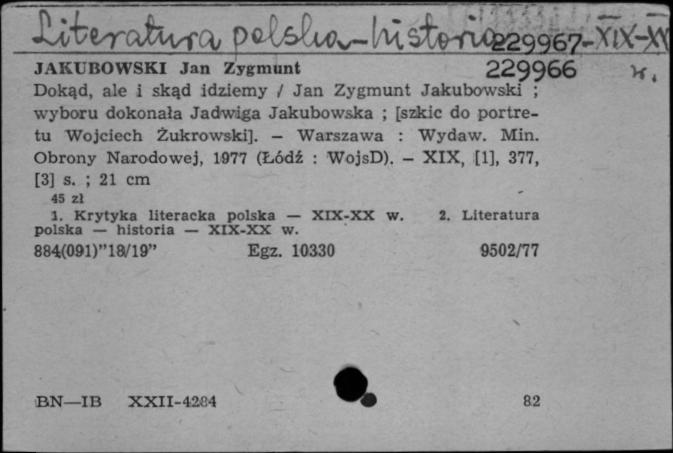 Literatura polska - historia - XIX-XX
w.
229967
229966
JAKUBOWSKI Jan Zygmunt
Dokąd, ale i skąd idziemy / Jan Zygmunt Jakubowski ;
wyboru dokonała Jadwiga Jakubowska ; [szkic do portre-
tu Wojciech Żukrowski]. — Warszawa : Wydaw. Min.
Obrony Narodowej, 1977 (Łódź : WojsD). — XIX, [1], 377,
[3] s. ; 21 cm
45 zł
1. Krytyka literacka polska — XIX-XX w. 2. Literatura
polska — historia — XIX-XX w.
884(091)”18/19” Egz. 10330 9502/77
BN—IB XXII-4284 82